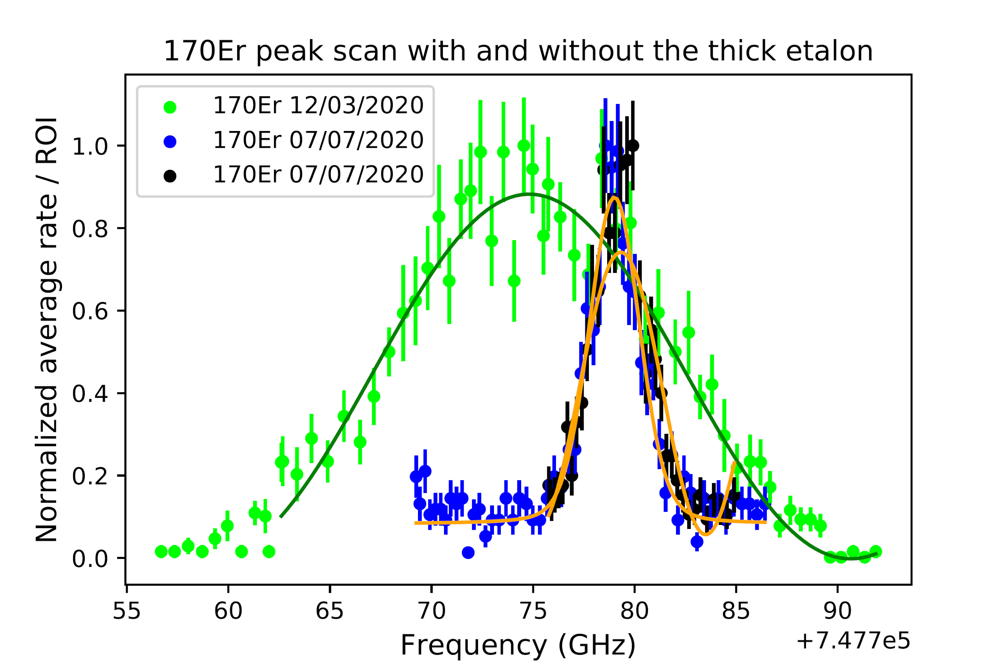 170Er peak scan with and without the thick etalon
170Er 12/03/2020
170Er 07/07/2020
170Er 07/07/2020
Normalized average rate / ROI
1.0
0.8
0.6
0.4
0.2
0.0
55 60 65 70 75 80 85 90
+7.477e5
Frequency (GHz)